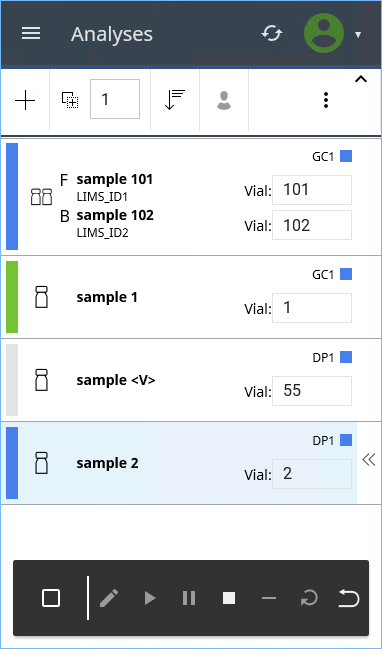 Analyses
1
GC1
F sample 101
LIMS_ID1
Vial: 101
B sample 102
LIMS_ID2
Vial: 102
GC1
sample 1
Vial: 1
DP1
sample <V>
Vial: 55
DP1
sample 2
Vial: 2